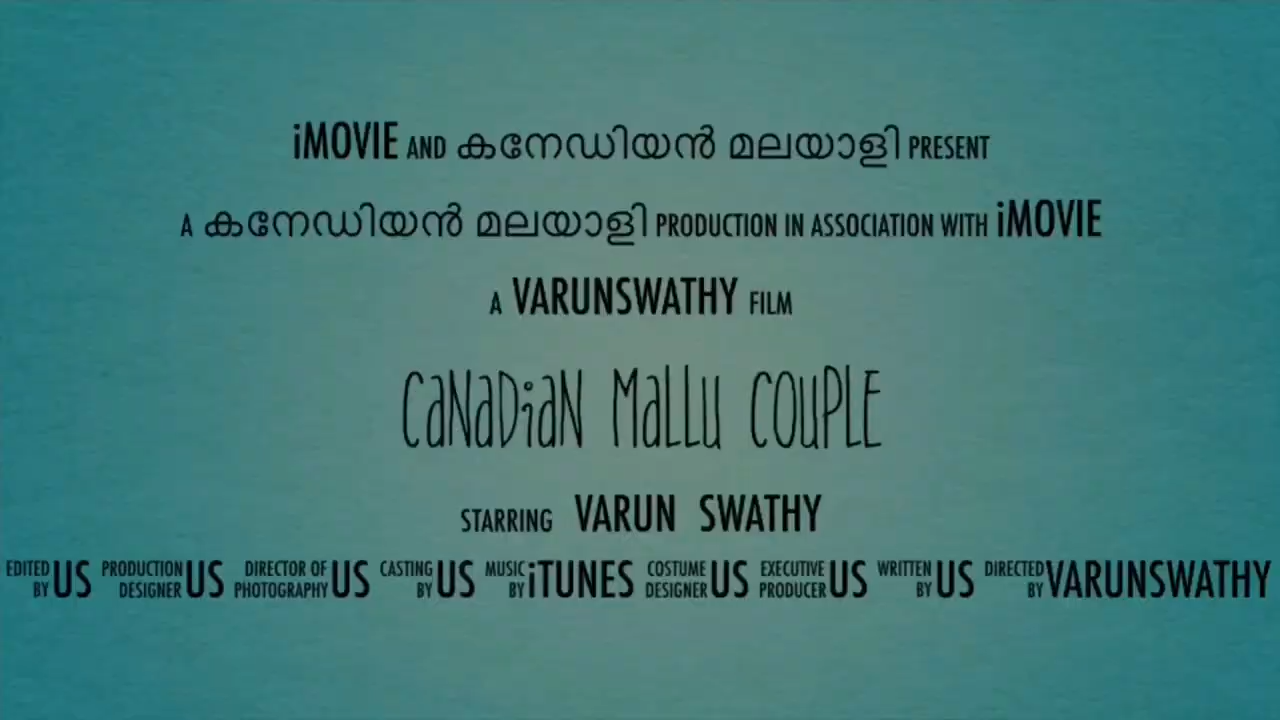 iMOVIE AND കനേഡിയൻ മലയാളി PRESENT
A കനേഡിയൻ മലയാളി PRODUCTION IN ASSOCIATION WITH iMOVIE
A VARUNSWATHY FILM
CaNaDiaN MaLLu COuPLE
STARRING VARUN SWATHY
EDITED BY US PRODUCTION DESIGNER US DIRECTOR OF PHOTOGRAPHY US CASTING BY US MUSIC BY iTUNES COSTUME DESIGNER US EXECUTIVE PRODUCER US WRITTEN BY US DIRECTED BY VARUNSWATHY